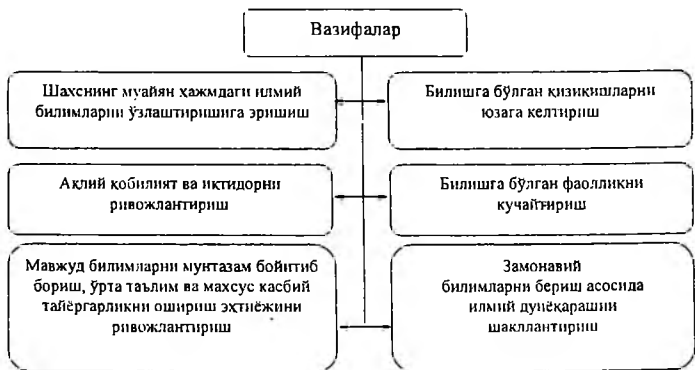 Вазифалар
Шахснинг муайян ҳажмдаги илмий
билимларни ўзлаштиришига эришиш
Билишга бўлган қизиқишларни
юзага келтириш
Ақлий қобилият ва иқтидорни
ривожлантириш
Билишга бўлган фаолликни
кучайтириш
Мавжуд билимларни мунтазам бойитиб
бориш, ўрта таълим ва махсус касбий
тайёргарликни ошириш эҳтиёжини
ривожлантириш
Замонавий
билимларни бериш асосида
илмий дунёқарашни
шакллантириш